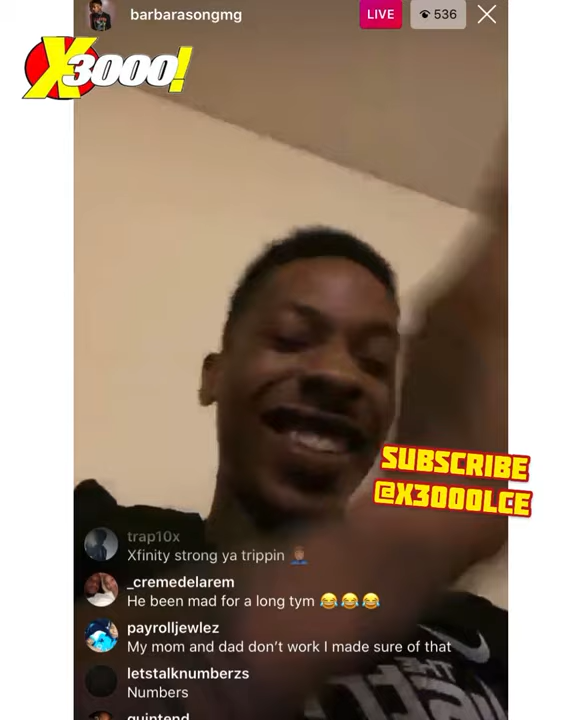 barbarasongmg
LIVE
536
X3000!
SUBSCRIBE
@X3000LCE
trap10x
Xfinity strong ya trippin 🤦🏽‍♂️
_cremedelarem
He been mad for a long tym 😂😂😂
payrolljewlez
My mom and dad don’t work I made sure of that
letstalknumberzs
Numbers
quintend